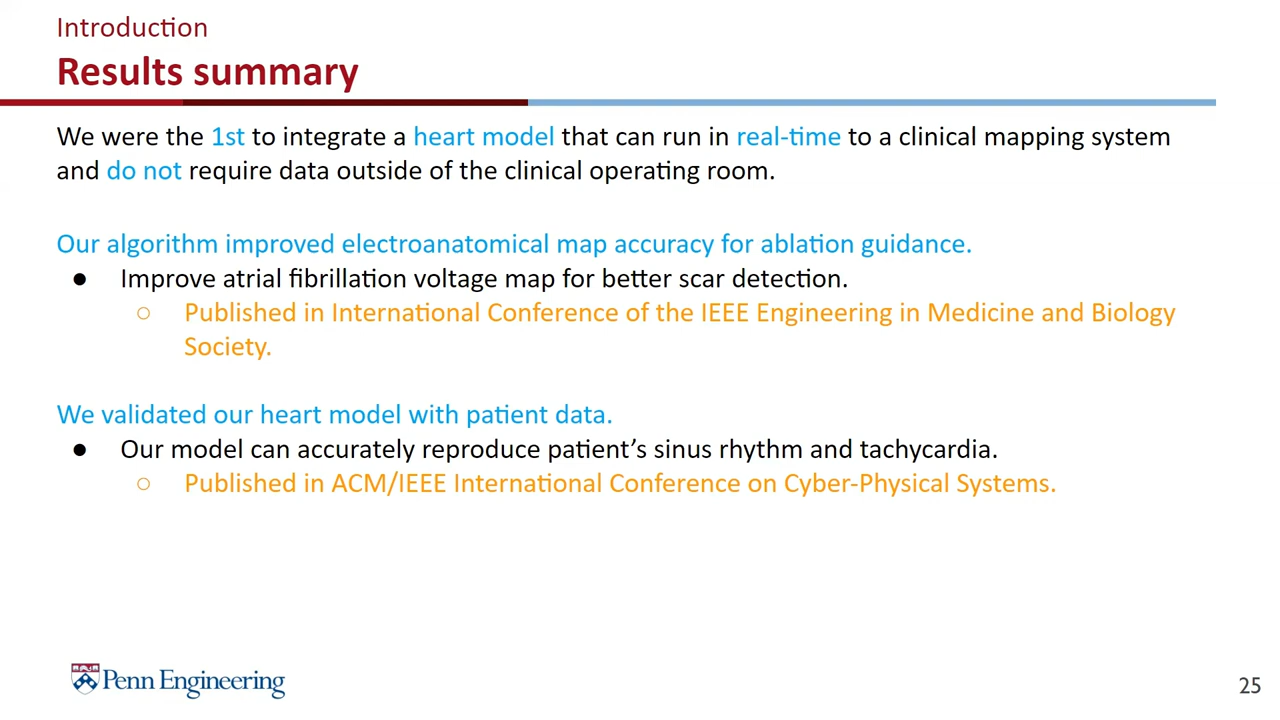 Introduction
Results summary
We were the 1st to integrate a heart model that can run in real-time to a clinical mapping system
and do not require data outside of the clinical operating room.
Our algorithm improved electroanatomical map accuracy for ablation guidance.
● Improve atrial fibrillation voltage map for better scar detection.
○ Published in International Conference of the IEEE Engineering in Medicine and Biology
Society.
We validated our heart model with patient data.
● Our model can accurately reproduce patient’s sinus rhythm and tachycardia.
○ Published in ACM/IEEE International Conference on Cyber-Physical Systems.
Penn Engineering
25